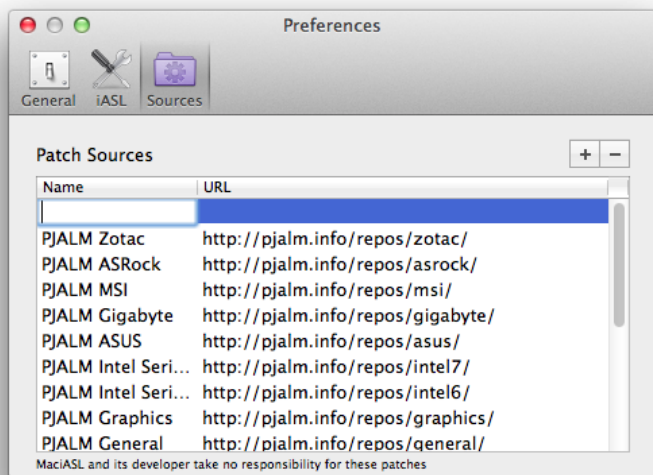 Preferences
General iASL Sources
Patch Sources + −
Name URL
PJALM Zotac http://pjalm.info/repos/zotac/
PJALM ASRock http://pjalm.info/repos/asrock/
PJALM MSI http://pjalm.info/repos/msi/
PJALM Gigabyte http://pjalm.info/repos/gigabyte/
PJALM ASUS http://pjalm.info/repos/asus/
PJALM Intel Seri... http://pjalm.info/repos/intel7/
PJALM Intel Seri... http://pjalm.info/repos/intel6/
PJALM Graphics http://pjalm.info/repos/graphics/
PJALM General http://pjalm.info/repos/general/
MaciASL and its developer take no responsibility for these patches